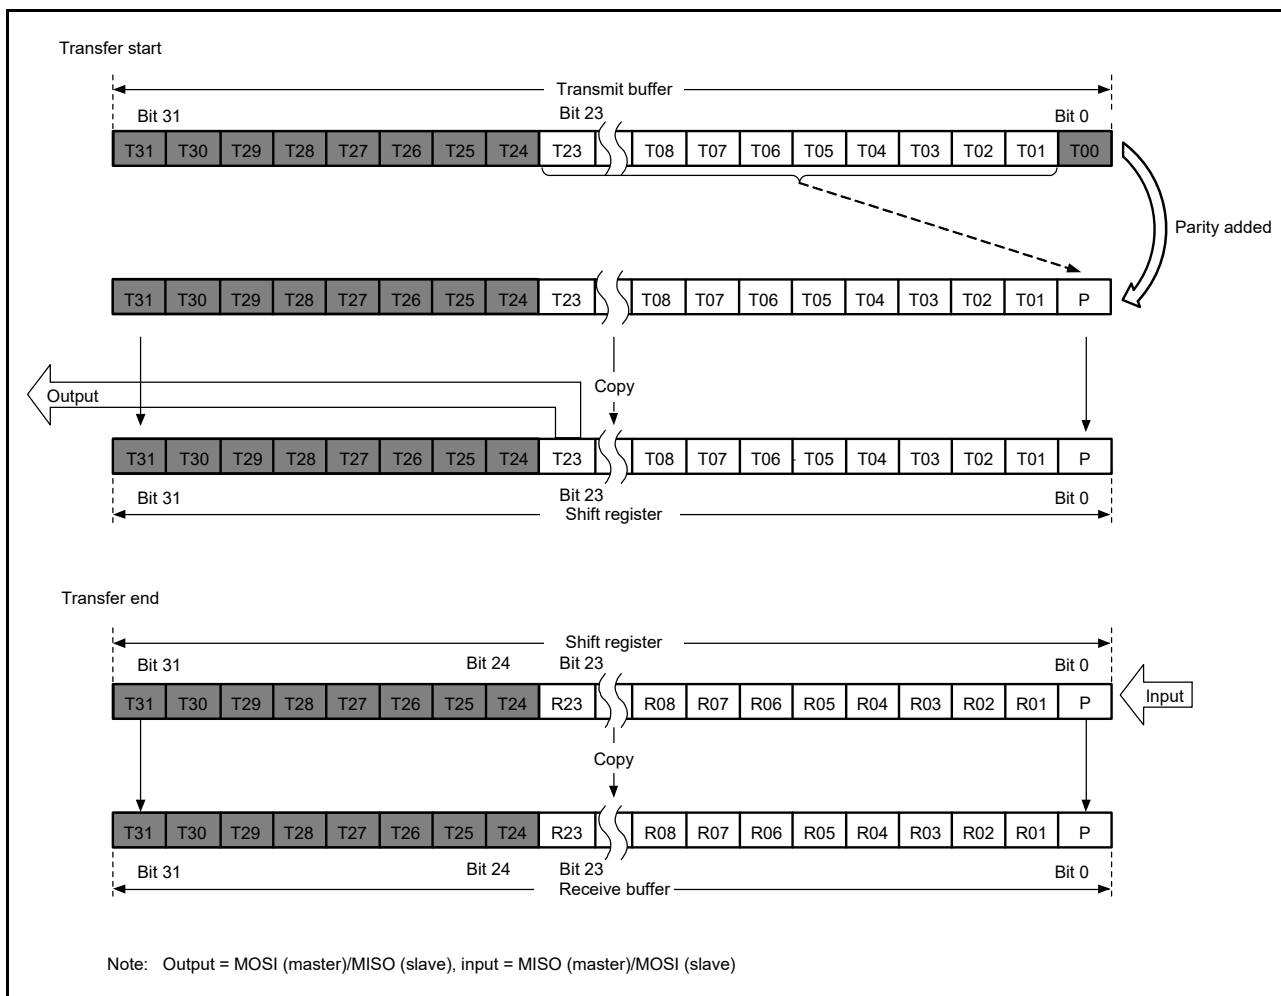 Transfer start
Transmit buffer
Bit 31 Bit 23 Bit 0
T31 T30 T29 T28 T27 T26 T25 T24 T23 T08 T07 T06 T05 T04 T03 T02 T01 T00
Parity added
T31 T30 T29 T28 T27 T26 T25 T24 T23 T08 T07 T06 T05 T04 T03 T02 T01 P
Copy
Output
T31 T30 T29 T28 T27 T26 T25 T24 T23 T08 T07 T06 T05 T04 T03 T02 T01 P
Bit 31 Bit 23 Bit 0
Shift register
Transfer end
Shift register
Bit 31 Bit 24 Bit 23 Bit 0
T31 T30 T29 T28 T27 T26 T25 T24 R23 R08 R07 R06 R05 R04 R03 R02 R01 P
Input
Copy
T31 T30 T29 T28 T27 T26 T25 T24 R23 R08 R07 R06 R05 R04 R03 R02 R01 P
Bit 31 Bit 24 Bit 23 Bit 0
Receive buffer
Note: Output = MOSI (master)/MISO (slave), input = MISO (master)/MOSI (slave)